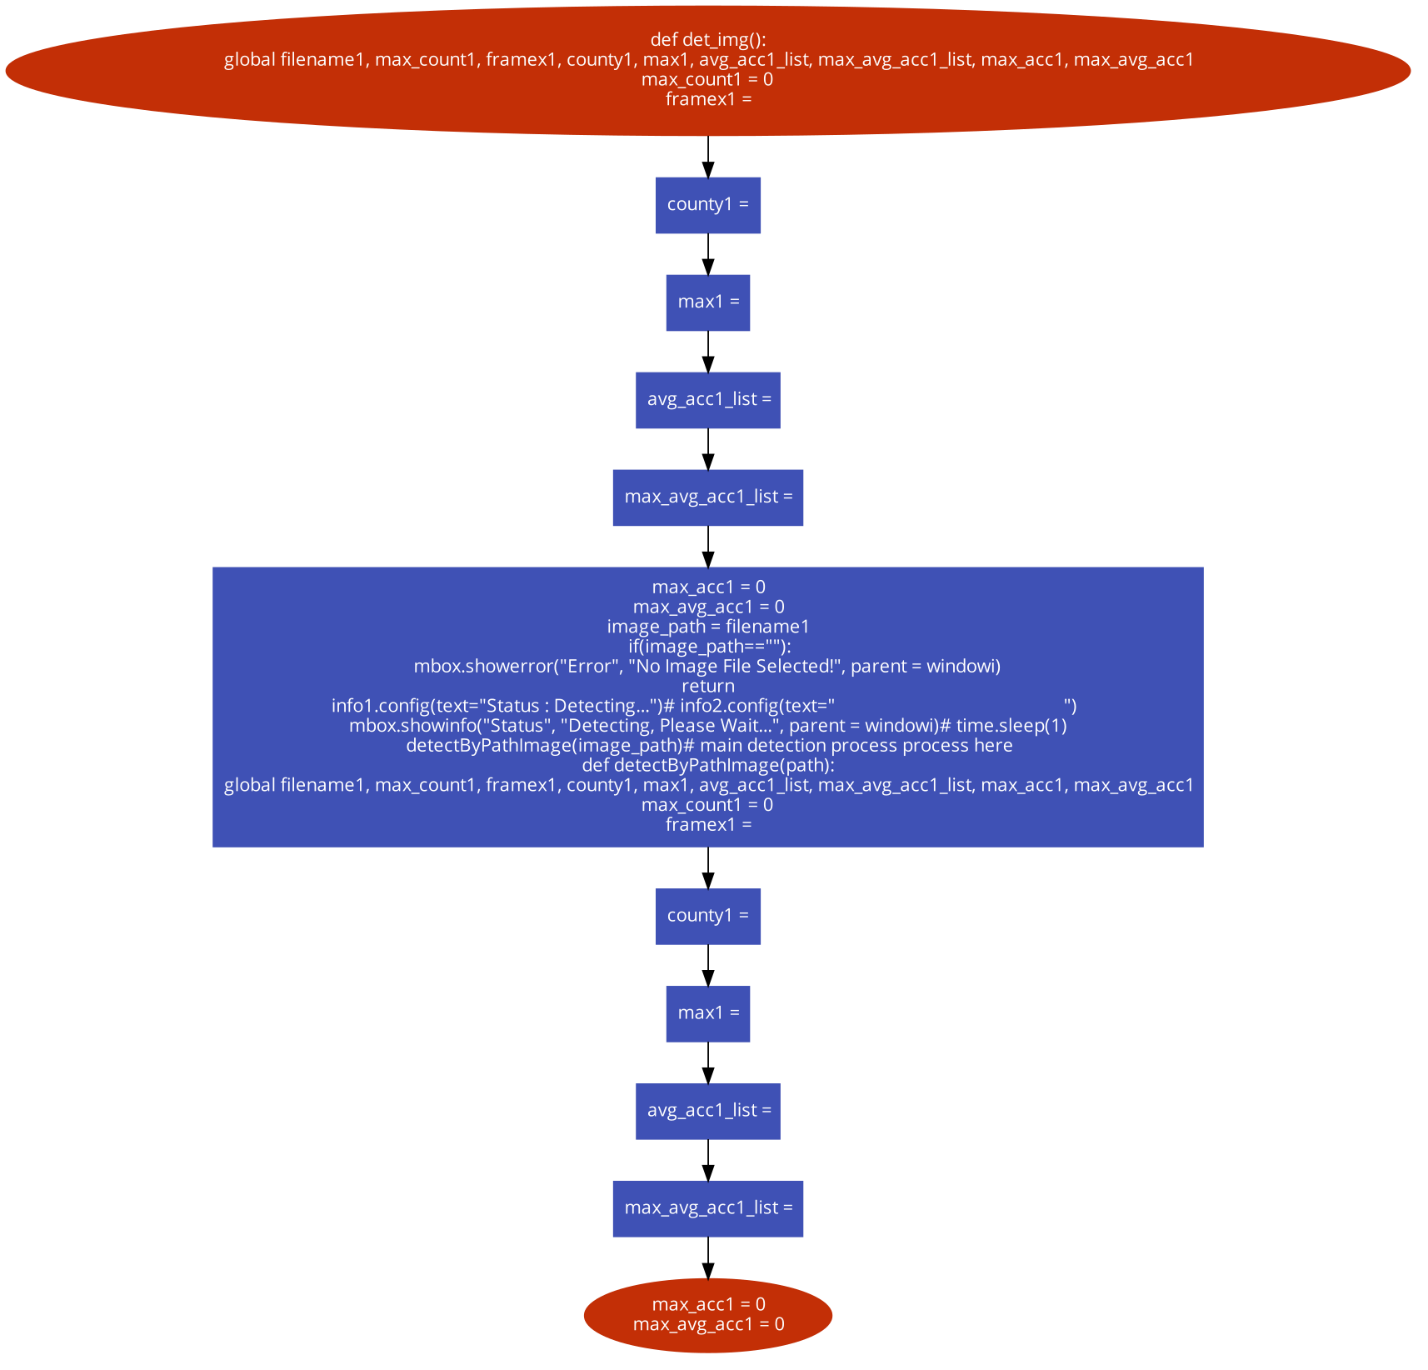 def det_img():
global filename1, max_count1, framex1, county1, max1, avg_acc1_list, max_avg_acc1_list, max_acc1, max_avg_acc1
max_count1 = 0
framex1 =
county1 =
max1 =
avg_acc1_list =
max_avg_acc1_list =
max_acc1 = 0
max_avg_acc1 = 0
image_path = filename1
if(image_path==""):
mbox.showerror("Error", "No Image File Selected!", parent = windowi)
return
info1.config(text="Status : Detecting...")# info2.config(text="                                                  ")
mbox.showinfo("Status", "Detecting, Please Wait...", parent = windowi)# time.sleep(1)
detectByPathImage(image_path)# main detection process process here
def detectByPathImage(path):
global filename1, max_count1, framex1, county1, max1, avg_acc1_list, max_avg_acc1_list, max_acc1, max_avg_acc1
max_count1 = 0
framex1 =
county1 =
max1 =
avg_acc1_list =
max_avg_acc1_list =
max_acc1 = 0
max_avg_acc1 = 0